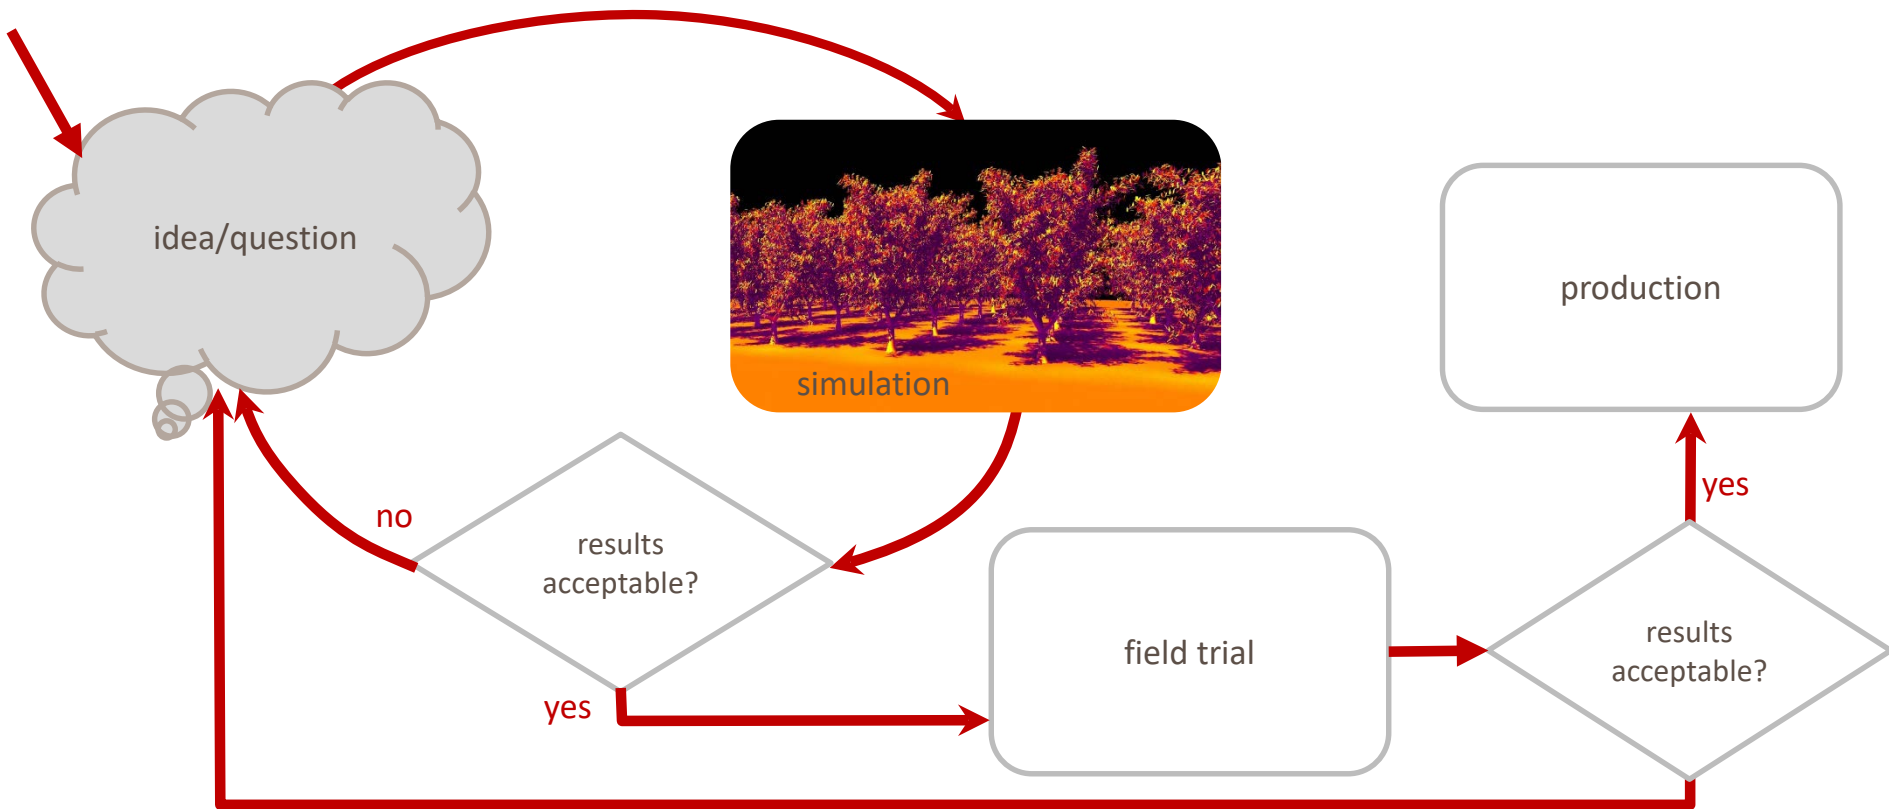 idea/question
simulation
production
no
results
acceptable?
yes
field trial
yes
results
acceptable?